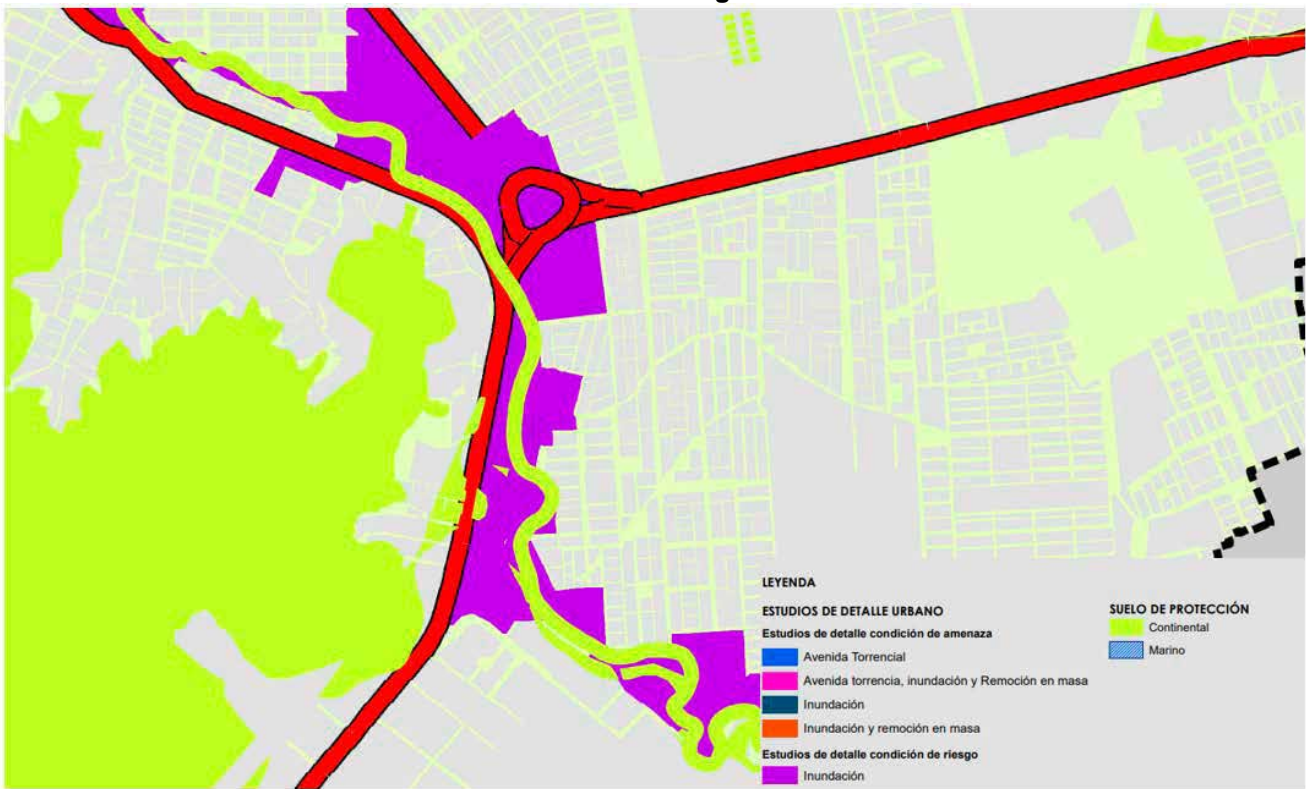 LEYENDA
ESTUDIOS DE DETALLE URBANO
Estudios de detalle condición de amenaza
Avenida Torrencial
Avenida torrencia, inundación y Remoción en masa
Inundación
Inundación y remoción en masa
Estudios de detalle condición de riesgo
Inundación
SUELO DE PROTECCIÓN
Continental
Marino